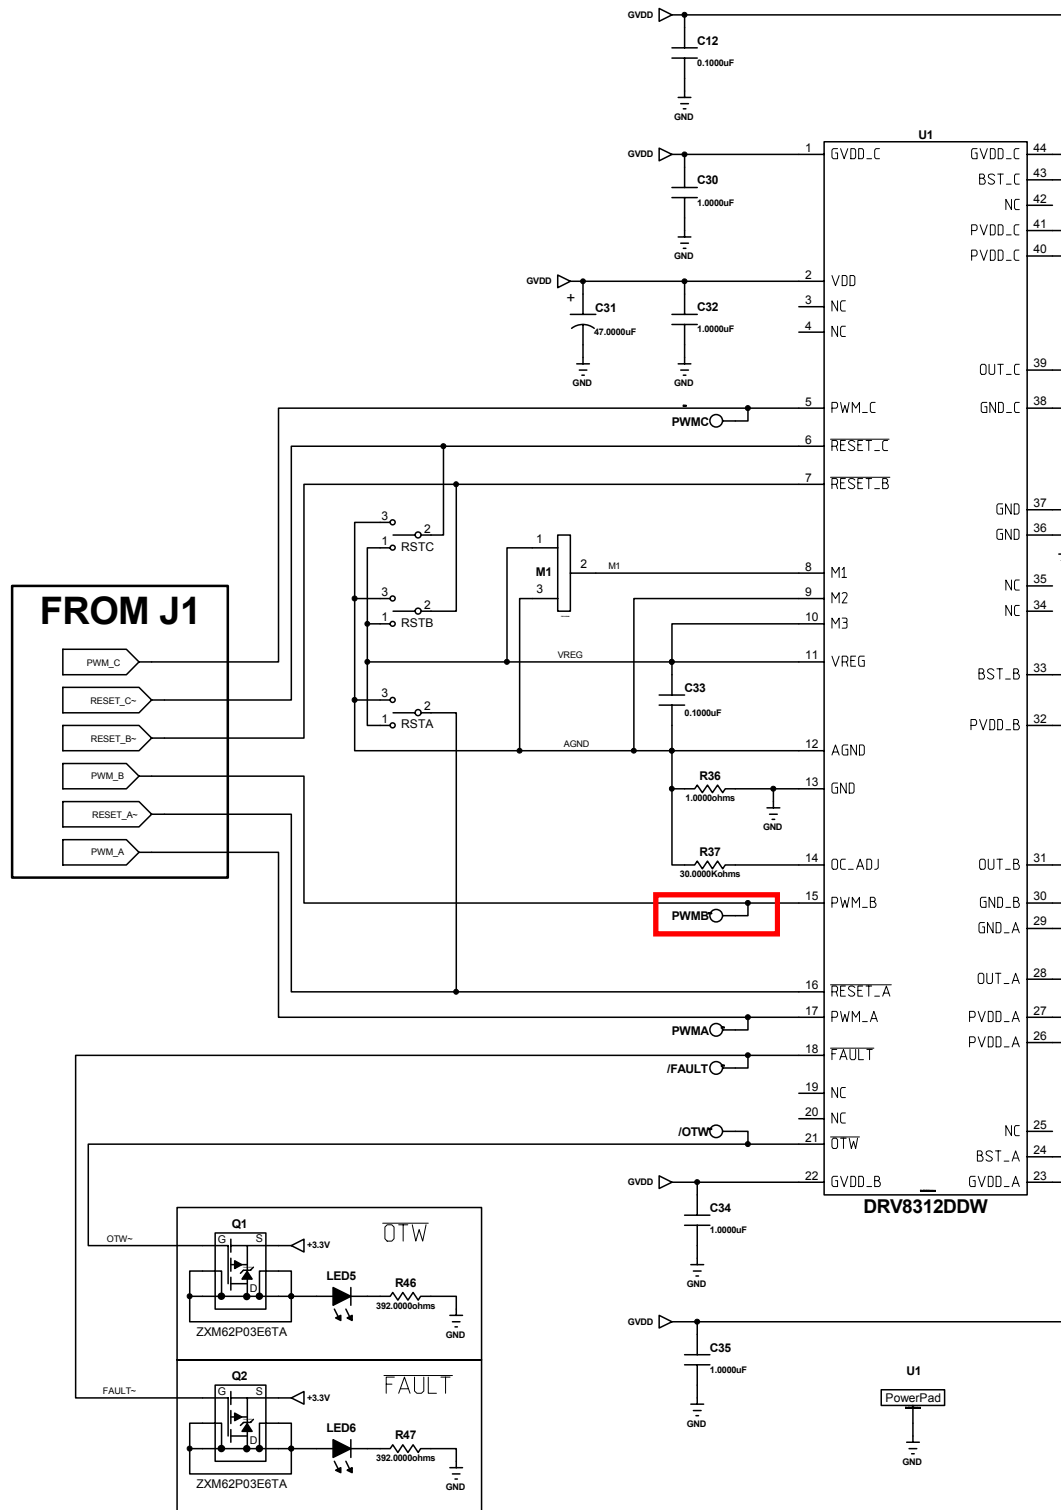 GVDD
C12
0.1000uF
GND
U1
GVDD
1
GVDD_C
GVDD_C
44
C30
1.0000uF
BST_C
43
NC
42
PVDD_C
41
GND
PVDD_C
40
GVDD
2
VDD
+
C31
47.0000uF
C32
1.0000uF
3
NC
4
NC
GND
GND
OUT_C
39
5
PWM_C
GND_C
38
PWMC
6
RESET_C
7
RESET_B
3
2
1
RSTC
GND
37
GND
36
1
M1
2
M1
3
8
M1
NC
35
9
M2
NC
34
10
M3
3
2
1
RSTB
FROM J1
PWM_C
RESET_C~
RESET_B~
PWM_B
RESET_A~
PWM_A
VREG
11
VREG
BST_B
33
C33
0.1000uF
3
2
1
RSTA
PVDD_B
32
AGND
12
AGND
R36
1.0000ohms
13
GND
GND
R37
30.0000Kohms
14
OC_ADJ
OUT_B
31
15
PWM_B
GND_B
30
PWMB
GND_A
29
OUT_A
28
16
RESET_A
17
PWM_A
PVDD_A
27
PWMA
PVDD_A
26
18
FAULT
/FAULT
19
NC
20
NC
/OTW
NC
25
21
OTW
BST_A
24
GVDD
22
GVDD_B
GVDD_A
23
DRV8312DDW
C34
1.0000uF
GND
OTW~
Q1
G
S
D
+3.3V
OTW
LED5
R46
392.0000ohms
GND
ZXM62P03E6TA
GVDD
C35
1.0000uF
GND
U1
PowerPad
GND
FAULT~
Q2
G
S
D
+3.3V
FAULT
LED6
R47
392.0000ohms
GND
ZXM62P03E6TA